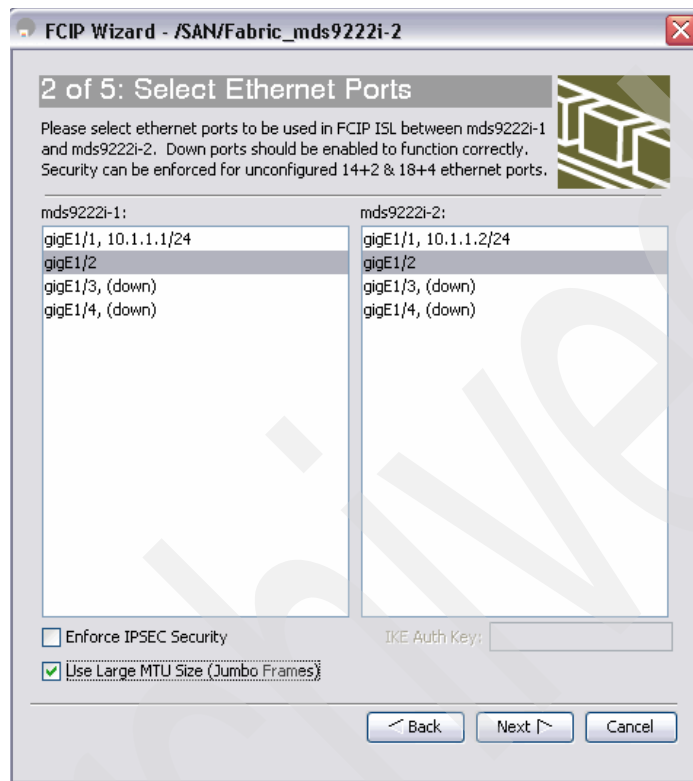 FCIP Wizard - /SAN/Fabric_mds9222i-2
2 of 5: Select Ethernet Ports
Please select ethernet ports to be used in FCIP ISL between mds9222i-1
and mds9222i-2. Down ports should be enabled to function correctly.
Security can be enforced for unconfigured 14+2 & 18+4 ethernet ports.
mds9222i-1:
gigE1/1, 10.1.1.1/24
gigE1/2
gigE1/3, (down)
gigE1/4, (down)
mds9222i-2:
gigE1/1, 10.1.1.2/24
gigE1/2
gigE1/3, (down)
gigE1/4, (down)
Enforce IPSEC Security
IKE Auth Key:
Use Large MTU Size (Jumbo Frames)
Back
Next
Cancel